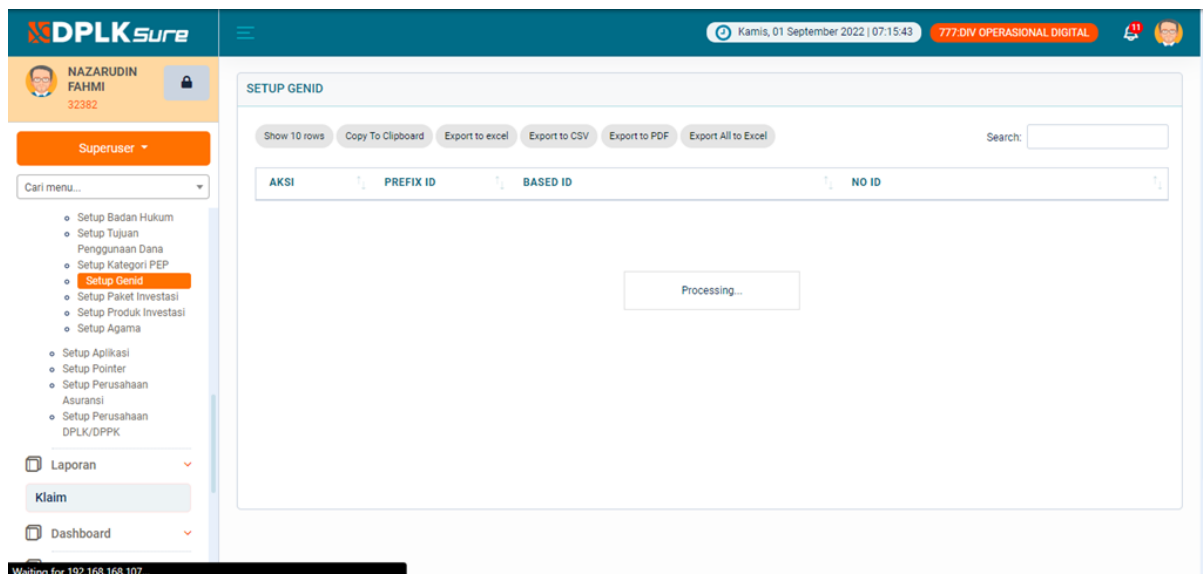 DPLKSure
Kamis, 01 September 2022 | 07:15:43
777:DIV OPERASIONAL DIGITAL
11
NAZARUDIN
FAHMI
32382
Superuser
Cari menu...
Setup Badan Hukum
Setup Tujuan
Penggunaan Dana
Setup Kategori PEP
Setup Genid
Setup Paket Investasi
Setup Produk Investasi
Setup Agama
Setup Aplikasi
Setup Pointer
Setup Perusahaan
Asuransi
Setup Perusahaan
DPLK/DPPK
Laporan
Klaim
Dashboard
Waiting for 192.168.168.107...
SETUP GENID
Show 10 rows Copy To Clipboard Export to excel Export to CSV Export to PDF Export All to Excel Search:
AKSI PREFIX ID BASED ID NO ID
Processing...